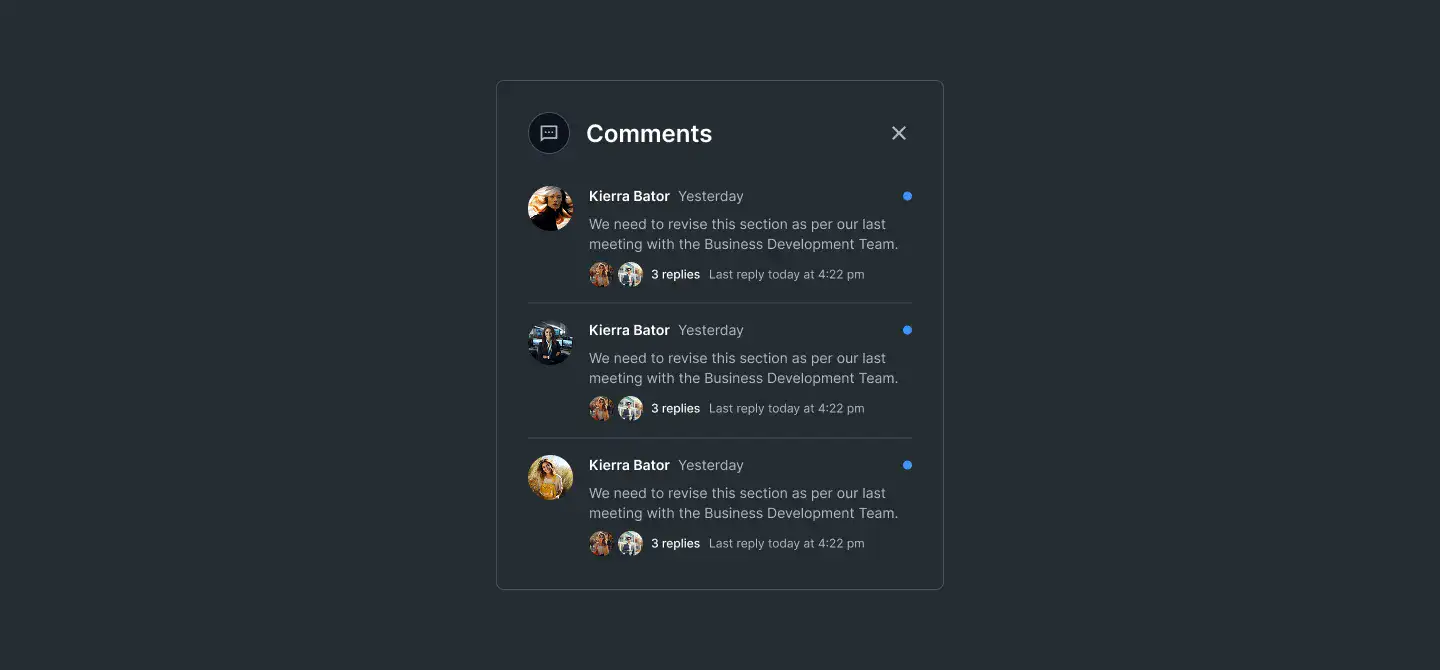 Comments
Kierra Bator Yesterday
We need to revise this section as per our last
meeting with the Business Development Team.
3 replies Last reply today at 4:22 pm
Kierra Bator Yesterday
We need to revise this section as per our last
meeting with the Business Development Team.
3 replies Last reply today at 4:22 pm
Kierra Bator Yesterday
We need to revise this section as per our last
meeting with the Business Development Team.
3 replies Last reply today at 4:22 pm